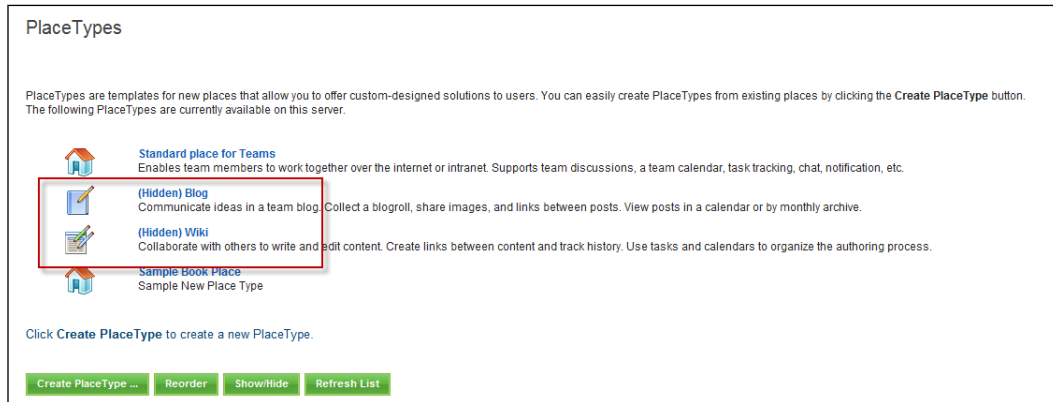 PlaceTypes
PlaceTypes are templates for new places that allow you to offer custom-designed solutions to users. You can easily create PlaceTypes from existing places by clicking the Create PlaceType button.
The following PlaceTypes are currently available on this server.
Standard place for Teams
Enables team members to work together over the internet or intranet. Supports team discussions, a team calendar, task tracking, chat, notification, etc.
(Hidden) Blog
Communicate ideas in a team blog. Collect a blogroll, share images, and links between posts. View posts in a calendar or by monthly archive.
(Hidden) Wiki
Collaborate with others to write and edit content. Create links between content and track history. Use tasks and calendars to organize the authoring process.
Sample Book Place
Sample New Place Type
Click Create PlaceType to create a new PlaceType.
Create PlaceType ... Reorder Show/Hide Refresh List